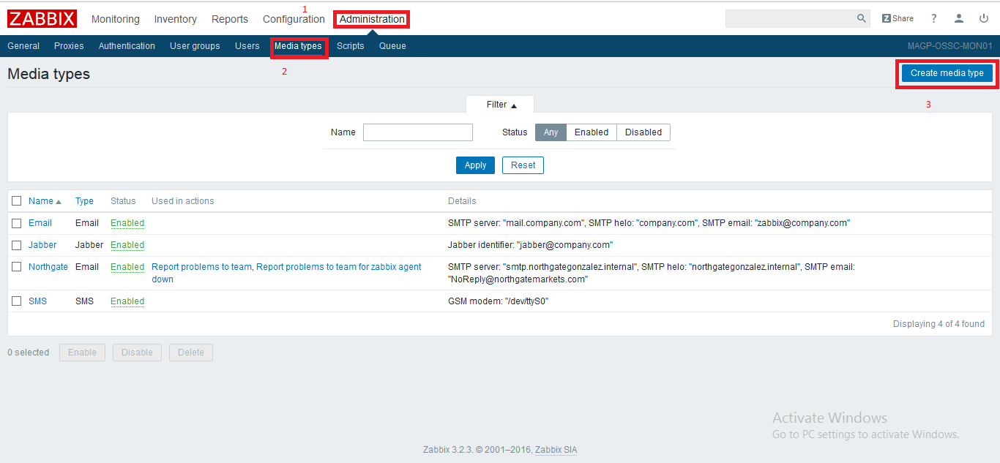 1
ZABBIX Monitoring Inventory Reports Configuration Administration Z Share ?
General Proxies Authentication User groups Users Media types Scripts Queue MAGP-OSSC-MON01
Media types 2 Create media type
3
Filter ▲
Name Status Any Enabled Disabled
Apply Reset
Name ▲ Type Status Used in actions Details
Email Email Enabled SMTP server: "mail.company.com", SMTP helo: "company.com", SMTP email: "zabbix@company.com"
Jabber Jabber Enabled Jabber identifier: "jabber@company.com"
Northgate Email Enabled Report problems to team, Report problems to team for zabbix agent SMTP server: "smtp.northgategonzalez.internal", SMTP helo: "northgategonzalez.internal", SMTP email:
down "NoReply@northgatemarkets.com"
SMS SMS Enabled GSM modem: "/dev/ttyS0"
Displaying 4 of 4 found
0 selected Enable Disable Delete
Activate Windows
Go to PC settings to activate Windows.
Zabbix 3.2.3. © 2001–2016, Zabbix SIA